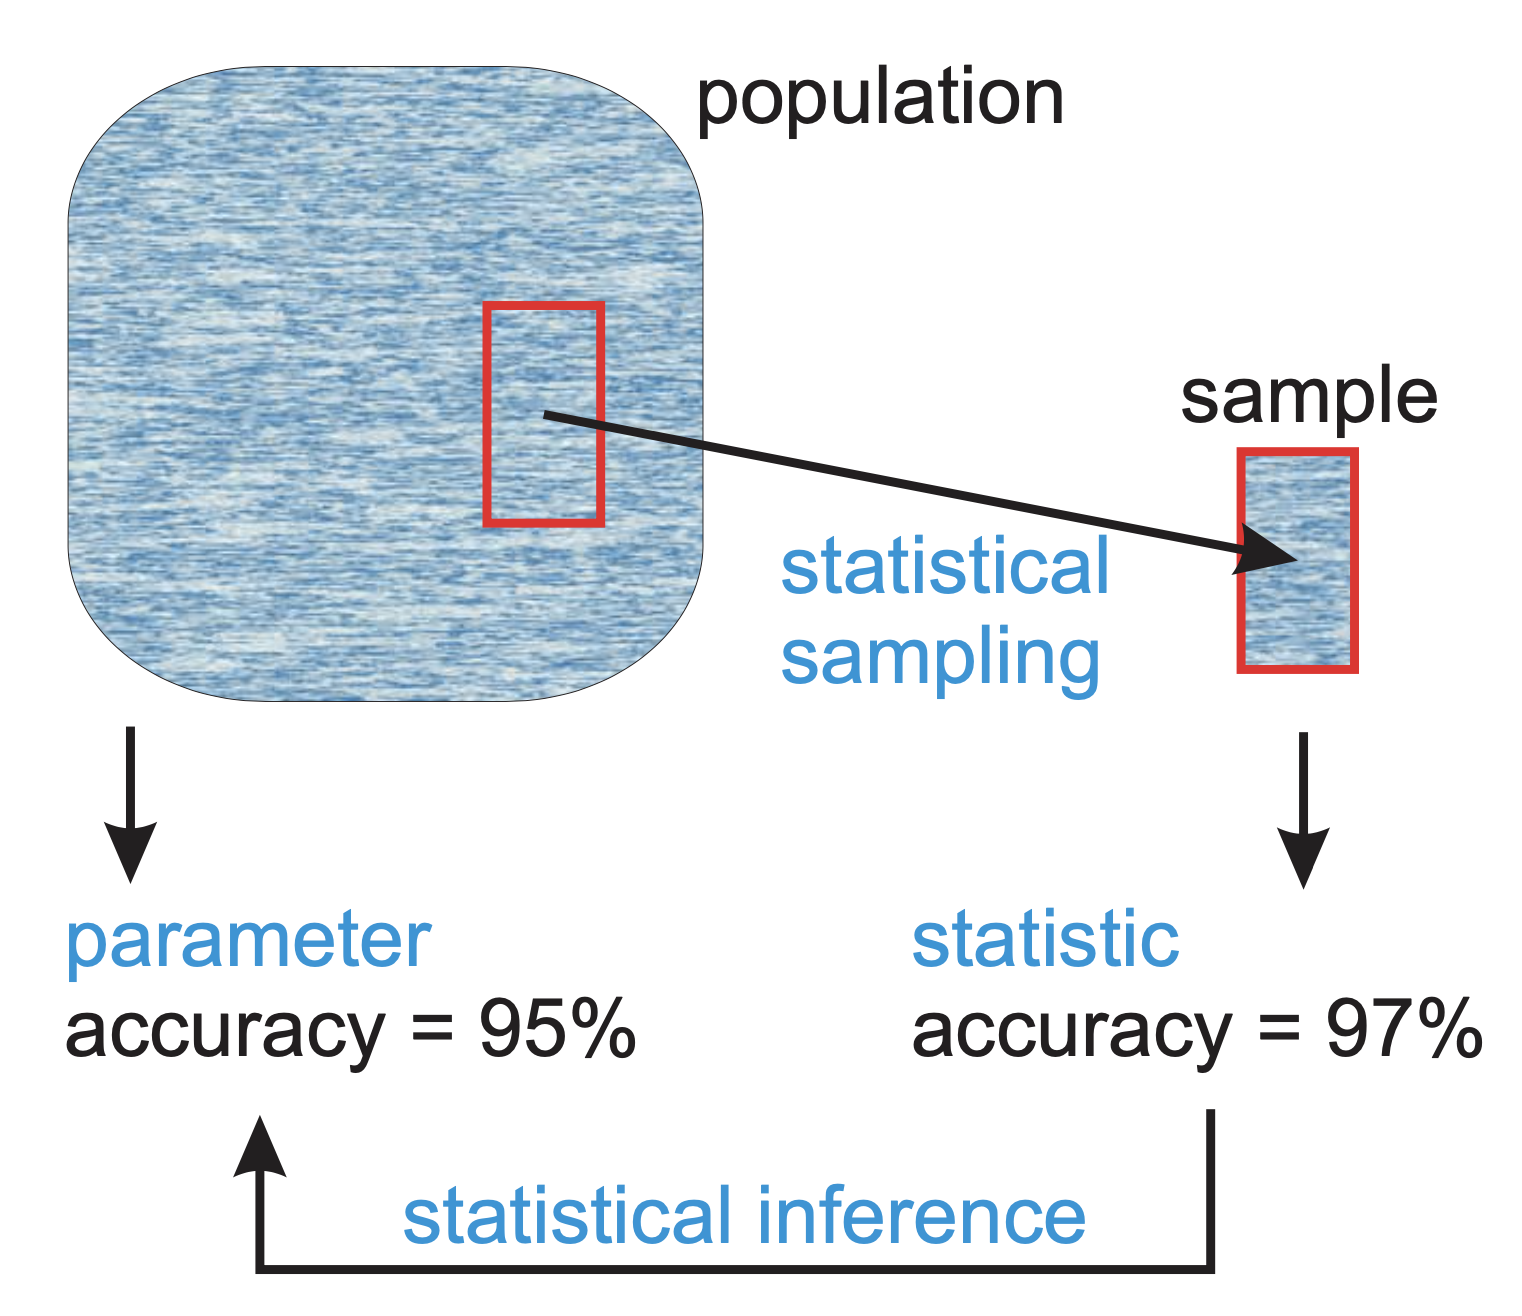 population
sample
statistical
sampling
parameter
accuracy = 95%
statistic
accuracy = 97%
statistical inference